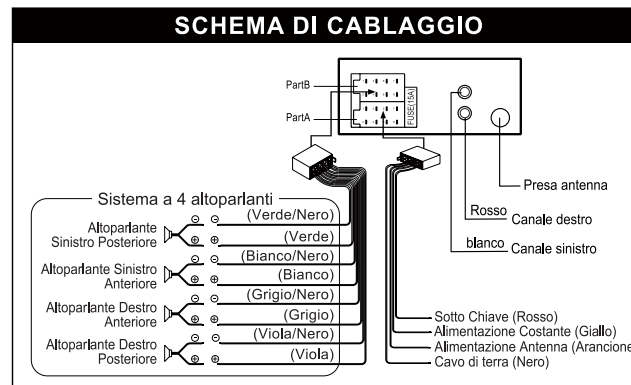 SCHEMA DI CABLAGGIO
PartB
PartA
FUSE(15A)
Presa antenna
Rosso
Canale destro
blanco
Canale sinistro
Sistema a 4 altoparlanti
Altoparlante
Sinistro Posteriore
(Verde/Nero)
(Verde)
Altoparlante Sinistro
Anteriore
(Bianco/Nero)
(Bianco)
Altoparlante Destro
Anteriore
(Grigio/Nero)
(Grigio)
Altoparlante Destro
Posteriore
(Viola/Nero)
(Viola)
Sotto Chiave (Rosso)
Alimentazione Costante (Giallo)
Alimentazione Antenna (Arancione
Cavo di terra (Nero)